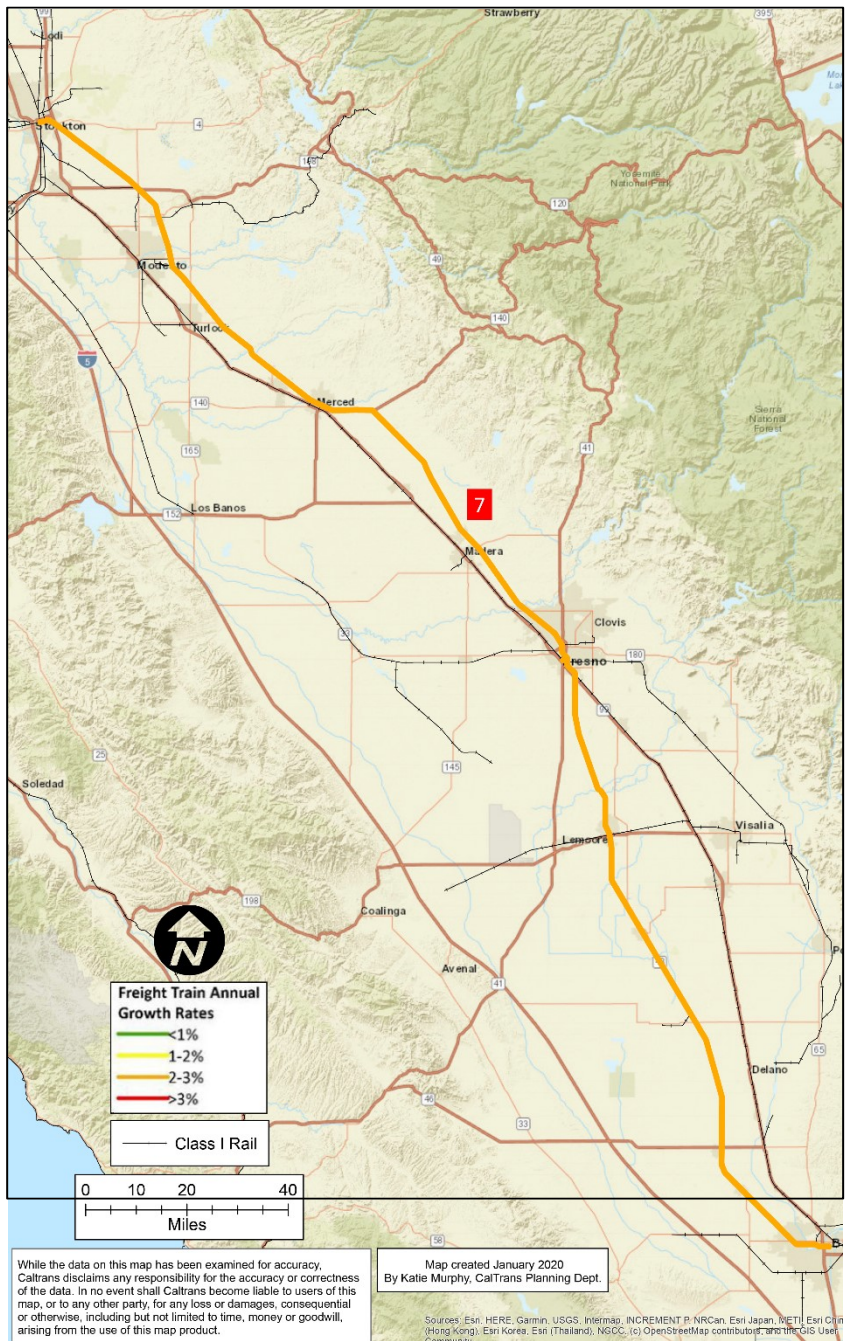 99
Strawberry
395
Lodi
Stockton
4
108
Yosemite
National Park
120
49
Modesto
Turlock
140
5
Merced
140
Sierra
National
Forest
41
165
7
Los Banos
152
Madera
Clovis
33
Fresno
180
99
25
145
Soledad
Visalia
Lemoore
198
Coalinga
Avenal
41
Freight Train Annual
Growth Rates
<1%
1-2%
2-3%
>3%
65
Delano
46
33
Class I Rail
0 10 20 40
Miles
58
While the data on this map has been examined for accuracy,
Caltrans disclaims any responsibility for the accuracy or correctness
of the data. In no event shall Caltrans become liable to users of this
map, or to any other party, for any loss or damages, consequential
or otherwise, including but not limited to time, money or goodwill,
arising from the use of this map product.
Map created January 2020
By Katie Murphy, CalTrans Planning Dept.
Sources: Esri, HERE, Garmin, USGS, Intermap, INCREMENT P, NRCan, Esri Japan, METI, Esri China
(Hong Kong), Esri Korea, Esri (Thailand), NGCC, (c) OpenStreetMap contributors, and the GIS User
Community